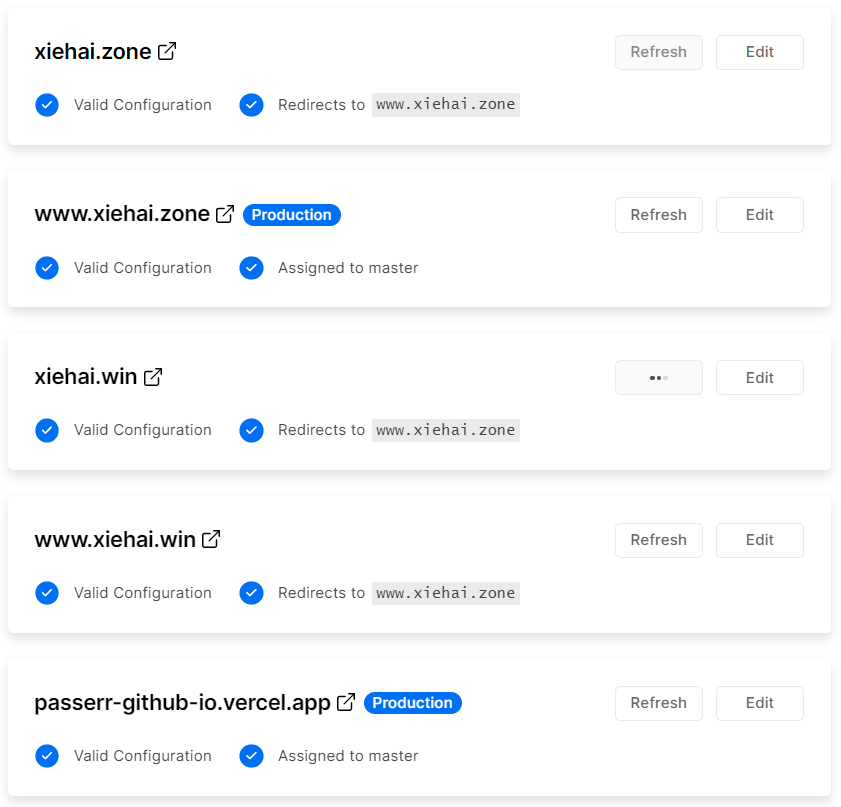 xiehai.zone Refresh Edit
Valid Configuration Redirects to www.xiehai.zone
www.xiehai.zone Production Refresh Edit
Valid Configuration Assigned to master
xiehai.win Edit
Valid Configuration Redirects to www.xiehai.zone
www.xiehai.win Refresh Edit
Valid Configuration Redirects to www.xiehai.zone
passerr-github-io.vercel.app Production Refresh Edit
Valid Configuration Assigned to master